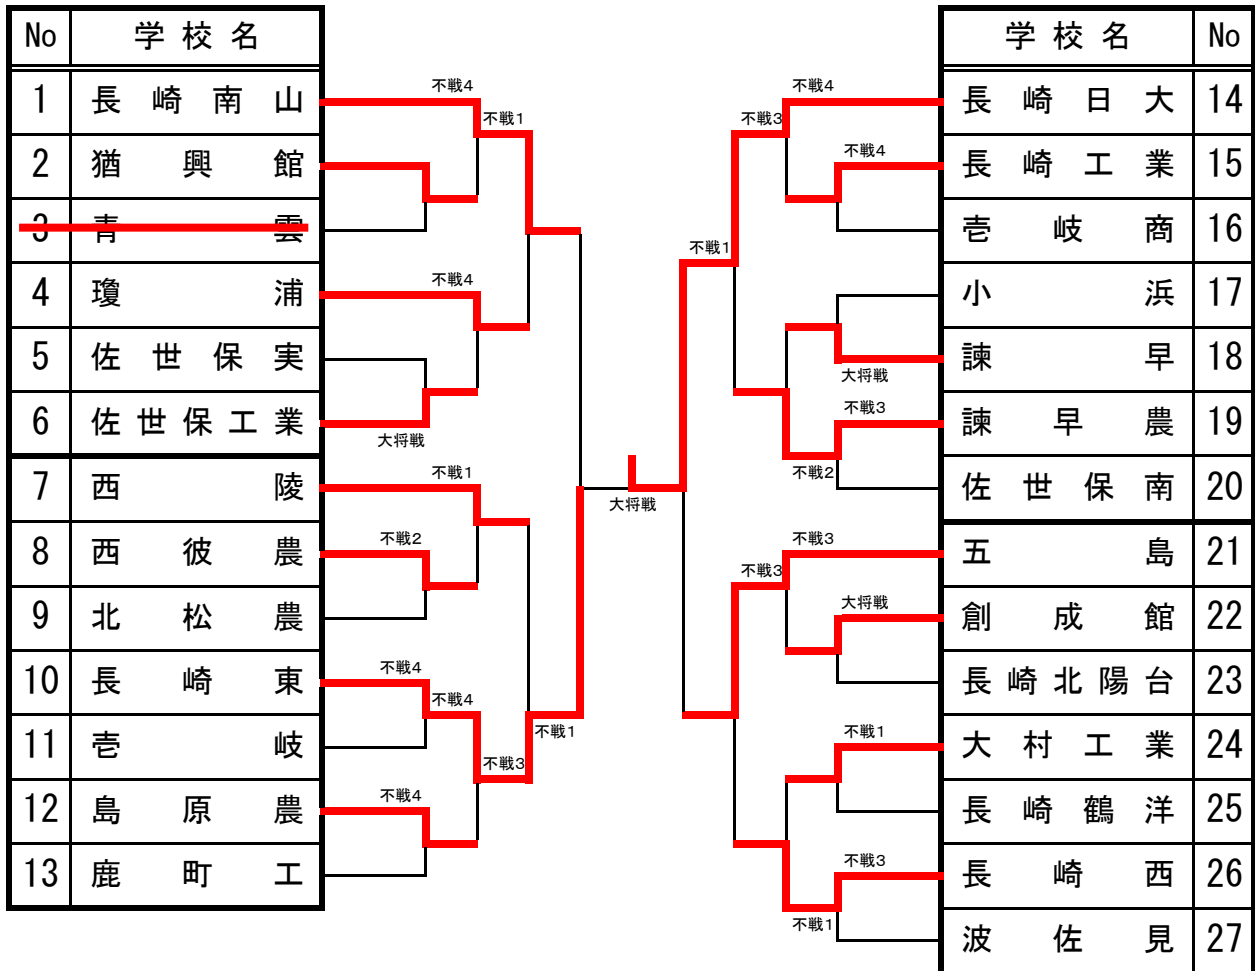 No 学校名
1 長崎南山
2 猶興館
3 青雲
4 瓊浦
5 佐世保実
6 佐世保工業
7 西陵
8 西彼農
9 北松農
10 長崎東
11 壱岐
12 島原農
13 鹿町工
不戦4
不戦1
不戦4
大将戦
不戦1
不戦2
不戦4
不戦4
不戦1
不戦3
不戦4
大将戦
不戦4
不戦3
不戦4
不戦1
大将戦
不戦3
不戦2
不戦3
不戦3
大将戦
不戦1
不戦3
不戦1
学校名 No
長崎日大 14
長崎工業 15
壱岐商 16
小浜 17
諫早 18
諫早農 19
佐世保南 20
五島 21
創成館 22
長崎北陽台 23
大村工業 24
長崎鶴洋 25
長崎西 26
波佐見 27